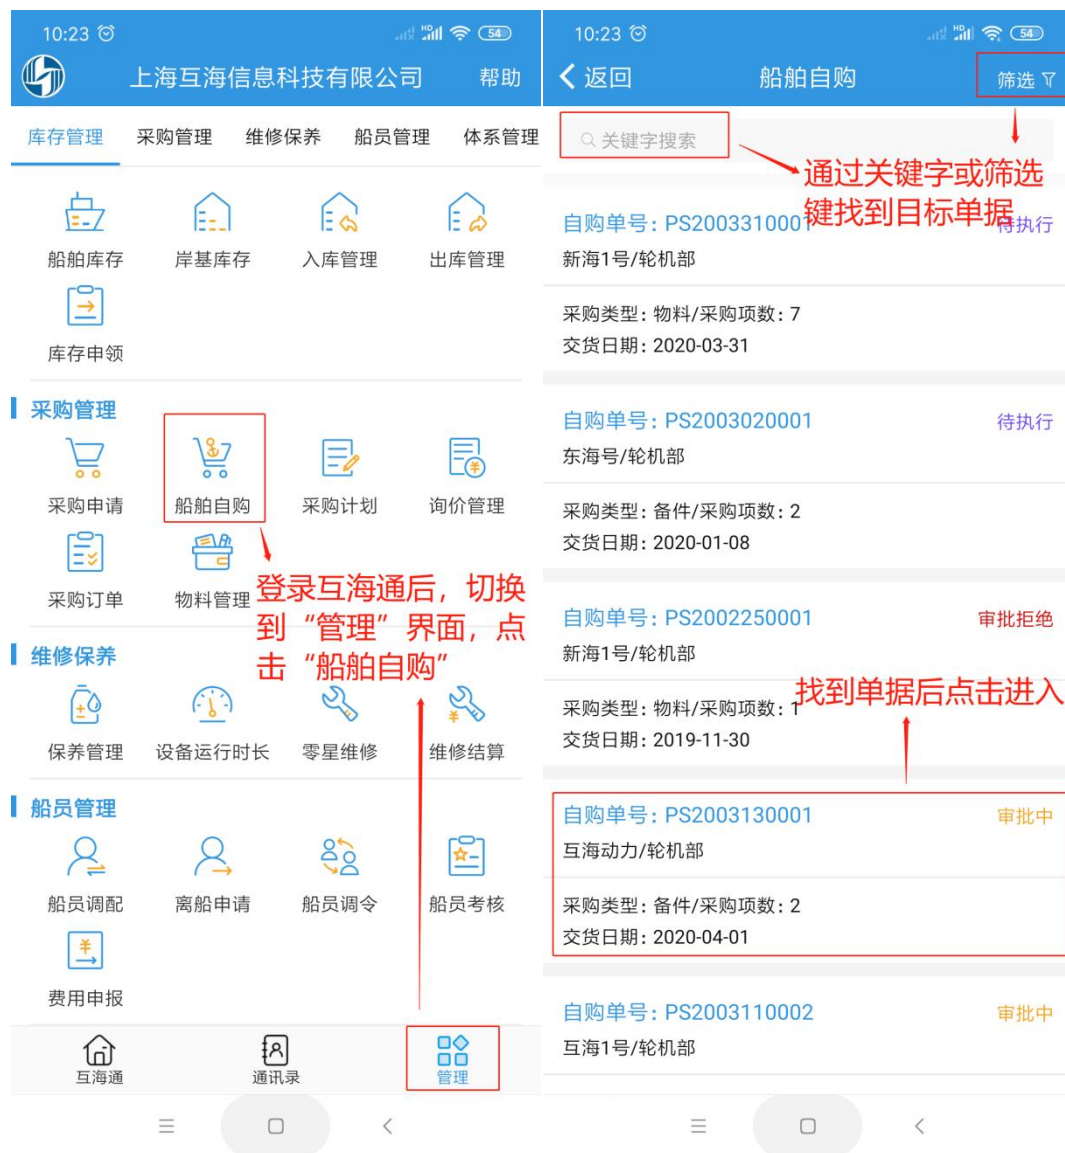 10:23
HD
54
上海互海信息科技有限公司
帮助
库存管理 采购管理 维修保养 船员管理 体系管理
船舶库存 岸基库存 入库管理 出库管理
库存申领
采购管理
采购申请 船舶自购 采购计划 询价管理
采购订单 物料管理
登录互海通后，切换
到“管理”界面，点
击“船舶自购”
维修保养
保养管理 设备运行时长 零星维修 维修结算
船员管理
船员调配 离船申请 船员调令 船员考核
费用申报
互海通 通讯录 管理
10:23
HD
54
返回
船舶自购
筛选
关键字搜索
通过关键字或筛选
键找到目标单据
自购单号: PS2003310001
待执行
新海1号/轮机部
采购类型: 物料/采购项数: 7
交货日期: 2020-03-31
自购单号: PS2003020001
待执行
东海号/轮机部
采购类型: 备件/采购项数: 2
交货日期: 2020-01-08
自购单号: PS2002250001
审批拒绝
新海1号/轮机部
找到单据后点击进入
采购类型: 物料/采购项数: 1
交货日期: 2019-11-30
自购单号: PS2003130001
审批中
互海动力/轮机部
采购类型: 备件/采购项数: 2
交货日期: 2020-04-01
自购单号: PS2003110002
审批中
互海1号/轮机部